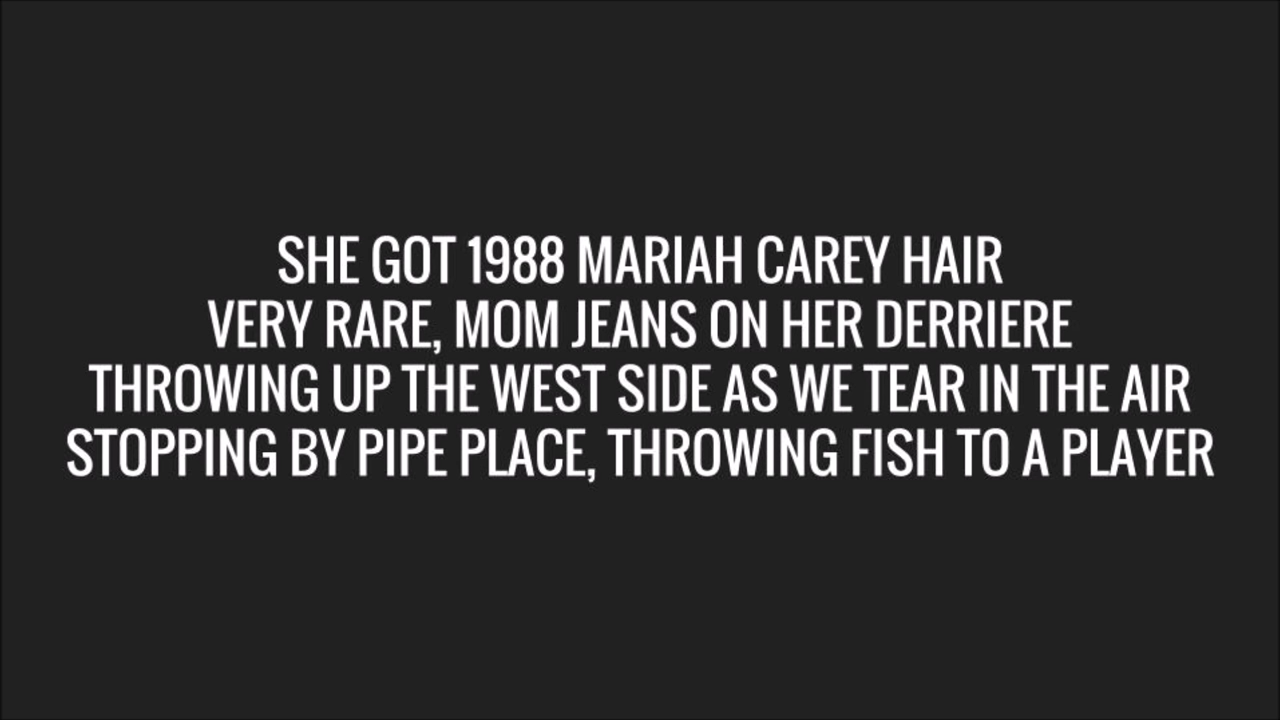 SHE GOT 1988 MARIAH CAREY HAIR
VERY RARE, MOM JEANS ON HER DERRIERE
THROWING UP THE WEST SIDE AS WE TEAR IN THE AIR
STOPPING BY PIPE PLACE, THROWING FISH TO A PLAYER